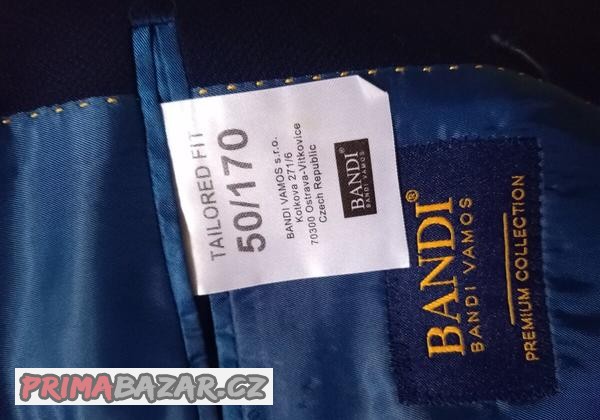 TAILORED FIT
50/170
BANDI VAMOS s.r.o.
Kotkova 271/6
70300 Ostrava-Vítkovice
Czech Republic
BANDI
BANDI VAMOS
BANDI
BANDI VAMOS
PREMIUM COLLECTION
PRIMABAZAR.CZ